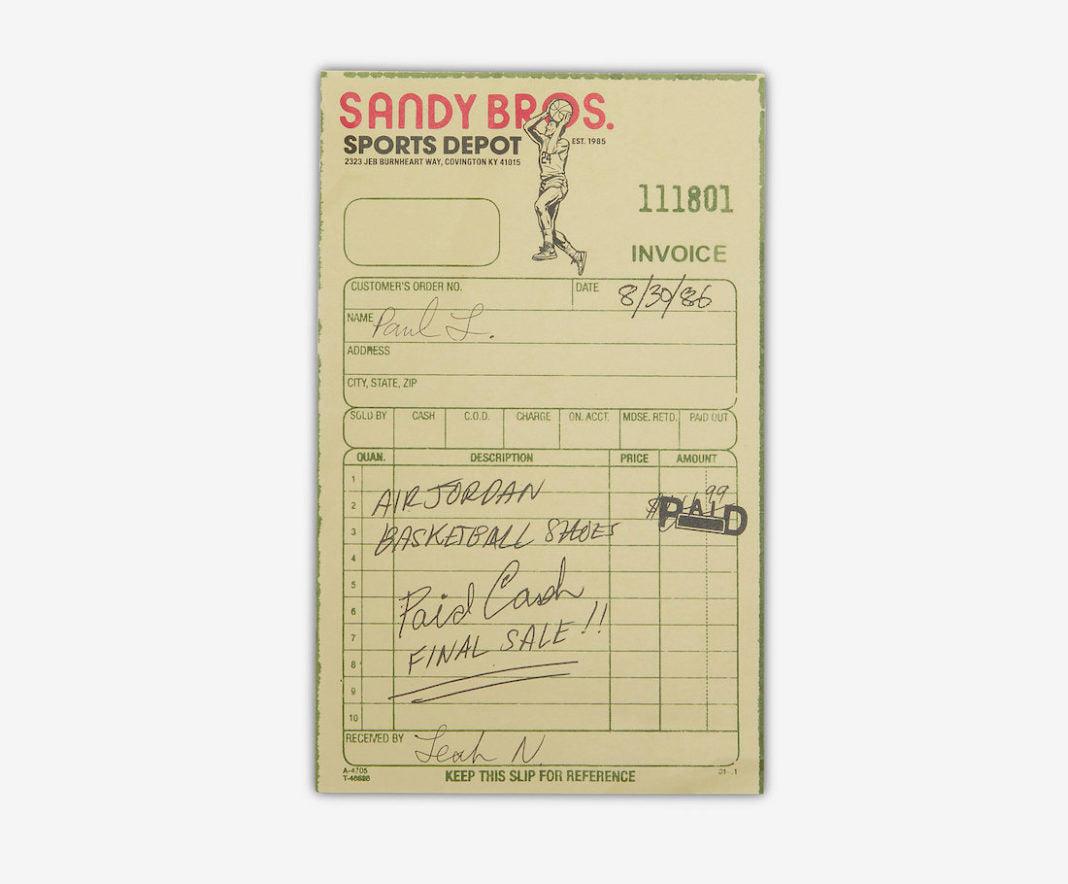 SANDY BROS.
SPORTS DEPOT
EST. 1985
2323 JEB BURNHEART WAY, COVINGTON KY 41015
24
111801
INVOICE
CUSTOMER'S ORDER NO. DATE 8/30/86
NAME Paul L.
ADDRESS
CITY, STATE, ZIP
SOLD BY CASH C.O.D. CHARGE ON. ACCT. MDSE. RETD. PAID OUT
QUAN. DESCRIPTION PRICE AMOUNT
1
2 AIR JORDAN
PAID
3 BASKETBALL SHOES
4
5
6 Paid Cash
7
8 FINAL SALE!!
9
10
RECEIVED BY Leah N.
A-4705
KEEP THIS SLIP FOR REFERENCE